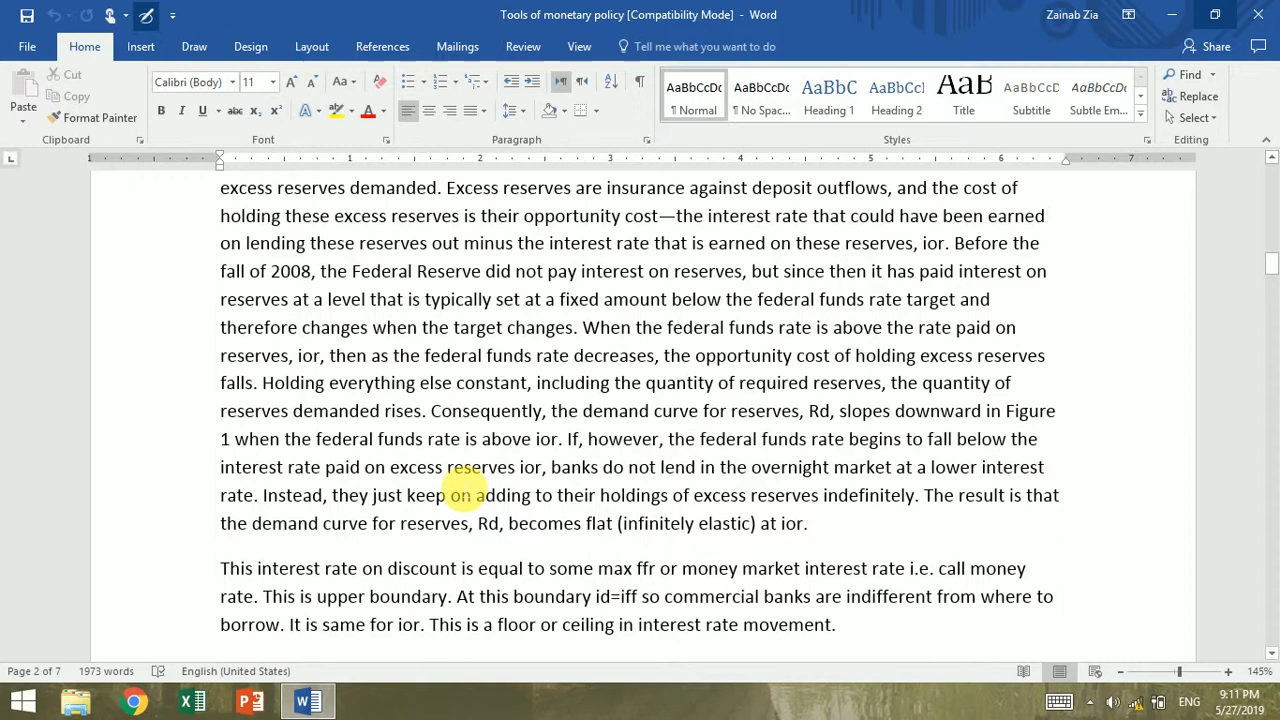 Tools of monetary policy [Compatibility Mode] - Word
Zainab Zia
File Home Insert Draw Design Layout References Mailings Review View Tell me what you want to do Share
Paste
Cut
Copy
Format Painter
Calibri (Body) 11
Aa
B I U abc X₂ X² A A
AaBbCcDc
¶ Normal
AaBbCcDc
¶ No Spac...
AaBbC
Heading 1
AaBbCcl
Heading 2
AaB
Title
AaBbCcD
Subtitle
AaBbCcDc
Subtle Em...
Find
Replace
Select
Clipboard Font Paragraph Styles Editing
1 1 2 3 4 5 6 7
excess reserves demanded. Excess reserves are insurance against deposit outflows, and the cost of
holding these excess reserves is their opportunity cost—the interest rate that could have been earned
on lending these reserves out minus the interest rate that is earned on these reserves, ior. Before the
fall of 2008, the Federal Reserve did not pay interest on reserves, but since then it has paid interest on
reserves at a level that is typically set at a fixed amount below the federal funds rate target and
therefore changes when the target changes. When the federal funds rate is above the rate paid on
reserves, ior, then as the federal funds rate decreases, the opportunity cost of holding excess reserves
falls. Holding everything else constant, including the quantity of required reserves, the quantity of
reserves demanded rises. Consequently, the demand curve for reserves, Rd, slopes downward in Figure
1 when the federal funds rate is above ior. If, however, the federal funds rate begins to fall below the
interest rate paid on excess reserves ior, banks do not lend in the overnight market at a lower interest
rate. Instead, they just keep on adding to their holdings of excess reserves indefinitely. The result is that
the demand curve for reserves, Rd, becomes flat (infinitely elastic) at ior.
This interest rate on discount is equal to some max ffr or money market interest rate i.e. call money
rate. This is upper boundary. At this boundary id=iff so commercial banks are indifferent from where to
borrow. It is same for ior. This is a floor or ceiling in interest rate movement.
Page 2 of 7 1973 words English (United States) 145%
ENG
9:11 PM
5/27/2019